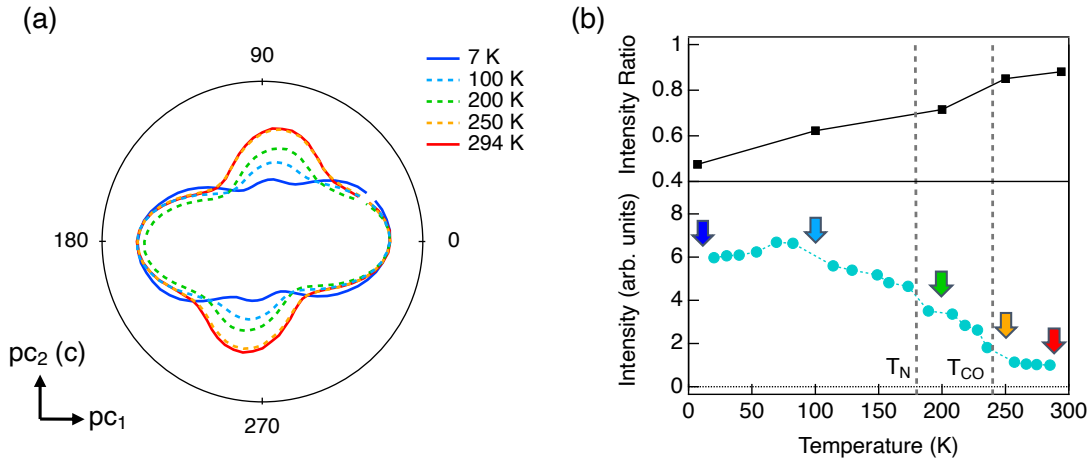 (a)
90
180
0
270
7 K
100 K
200 K
250 K
294 K
pc2 (c)
pc1
(b)
Intensity Ratio
1
0.8
0.6
0.4
Intensity (arb. units)
8
6
4
2
0
TN
TCO
0 50 100 150 200 250 300
Temperature (K)